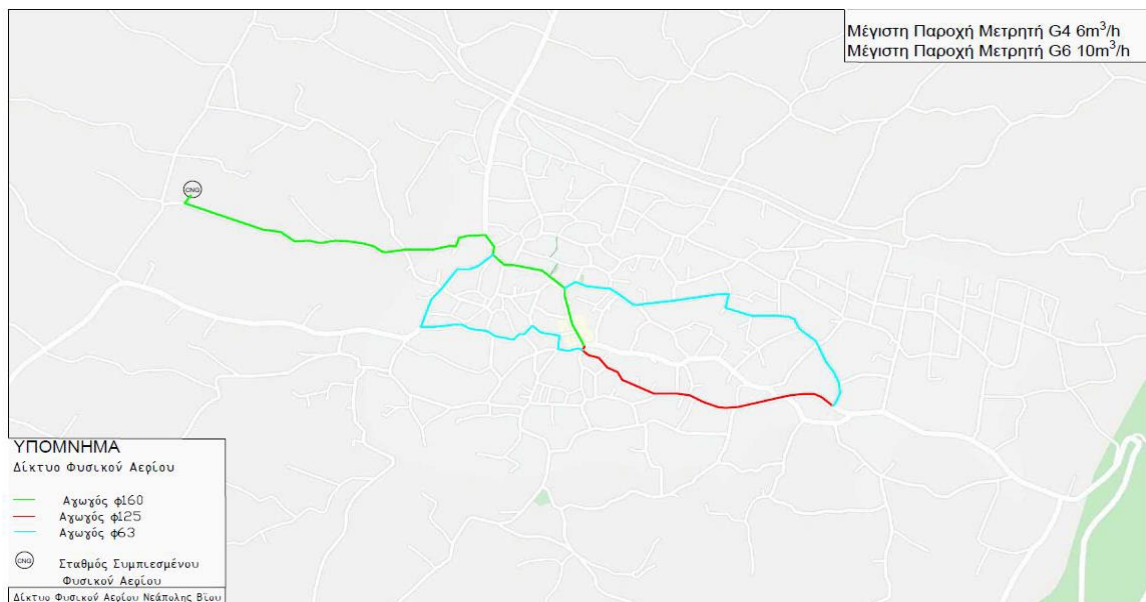 Μέγιστη Παροχή Μετρητή G4 6m³/h
Μέγιστη Παροχή Μετρητή G6 10m³/h
CNG
ΥΠΟΜΝΗΜΑ
Δίκτυο Φυσικού Αερίου
Αγωγός φ160
Αγωγός φ125
Αγωγός φ63
CNG
Σταθμός Συμπιεσμένου
Φυσικού Αερίου
Δίκτυο Φυσικού Αερίου Νεάπολης Βϊου